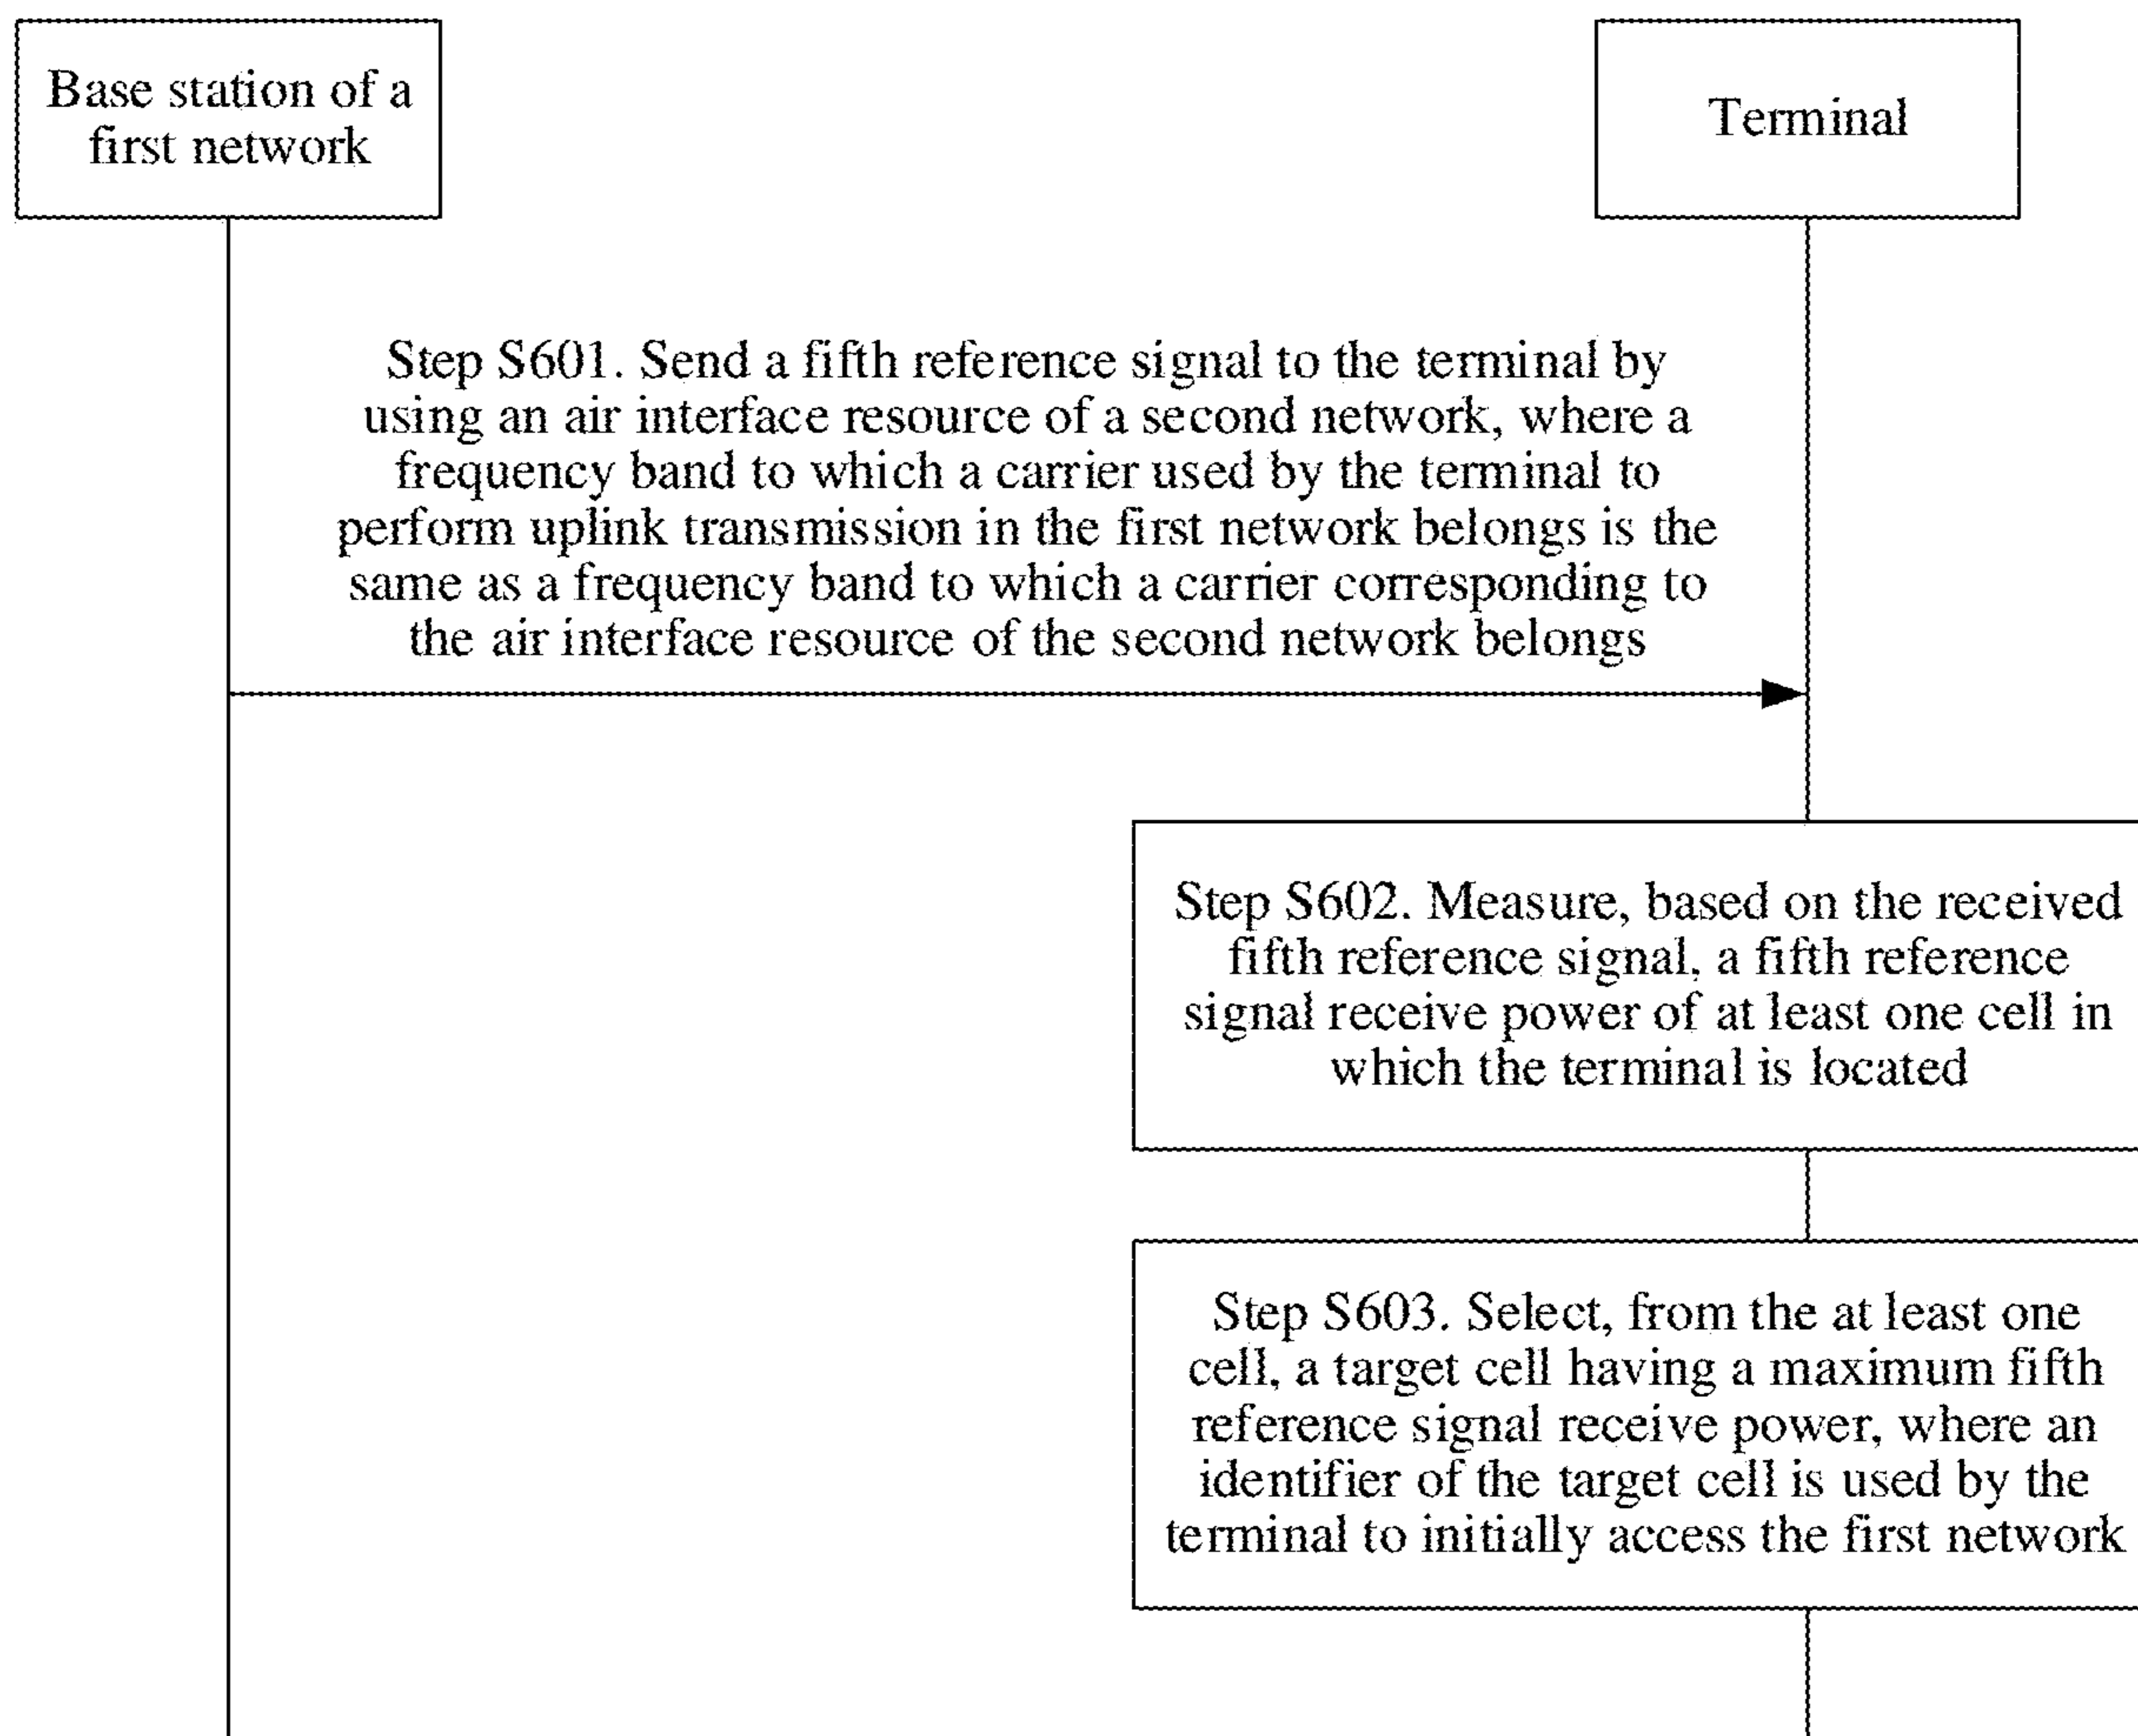 Base station of a
first network
Terminal
Step S601. Send a fifth reference signal to the terminal by
using an air interface resource of a second network, where a
frequency band to which a carrier used by the terminal to
perform uplink transmission in the first network belongs is the
same as a frequency band to which a carrier corresponding to
the air interface resource of the second network belongs
Step S602. Measure, based on the received
fifth reference signal, a fifth reference
signal receive power of at least one cell in
which the terminal is located
Step S603. Select, from the at least one
cell, a target cell having a maximum fifth
reference signal receive power, where an
identifier of the target cell is used by the
terminal to initially access the first network